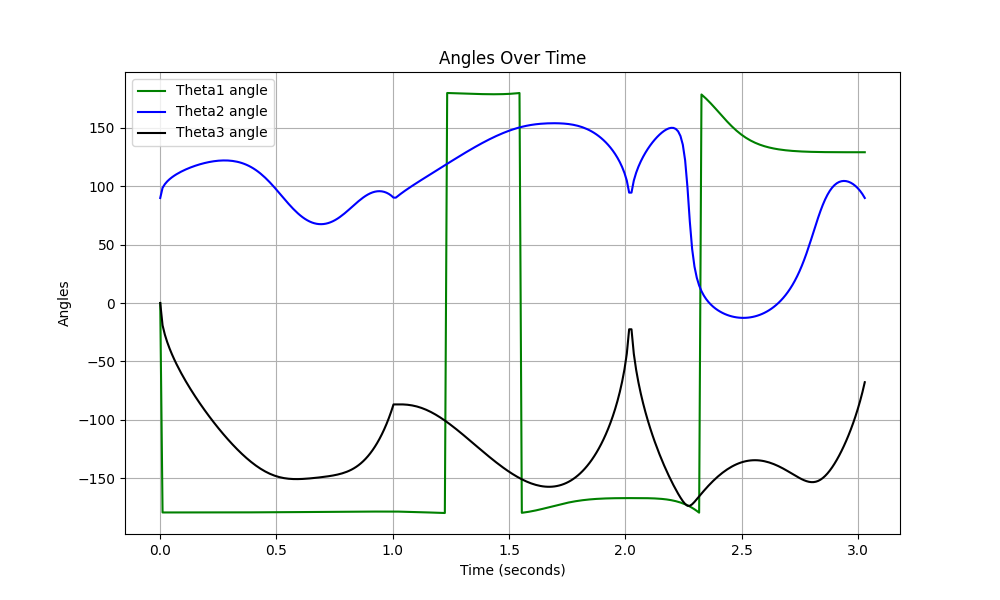 Angles Over Time
Theta1 angle
Theta2 angle
Theta3 angle
Angles
150
100
50
0
−50
−100
−150
0.0 0.5 1.0 1.5 2.0 2.5 3.0
Time (seconds)